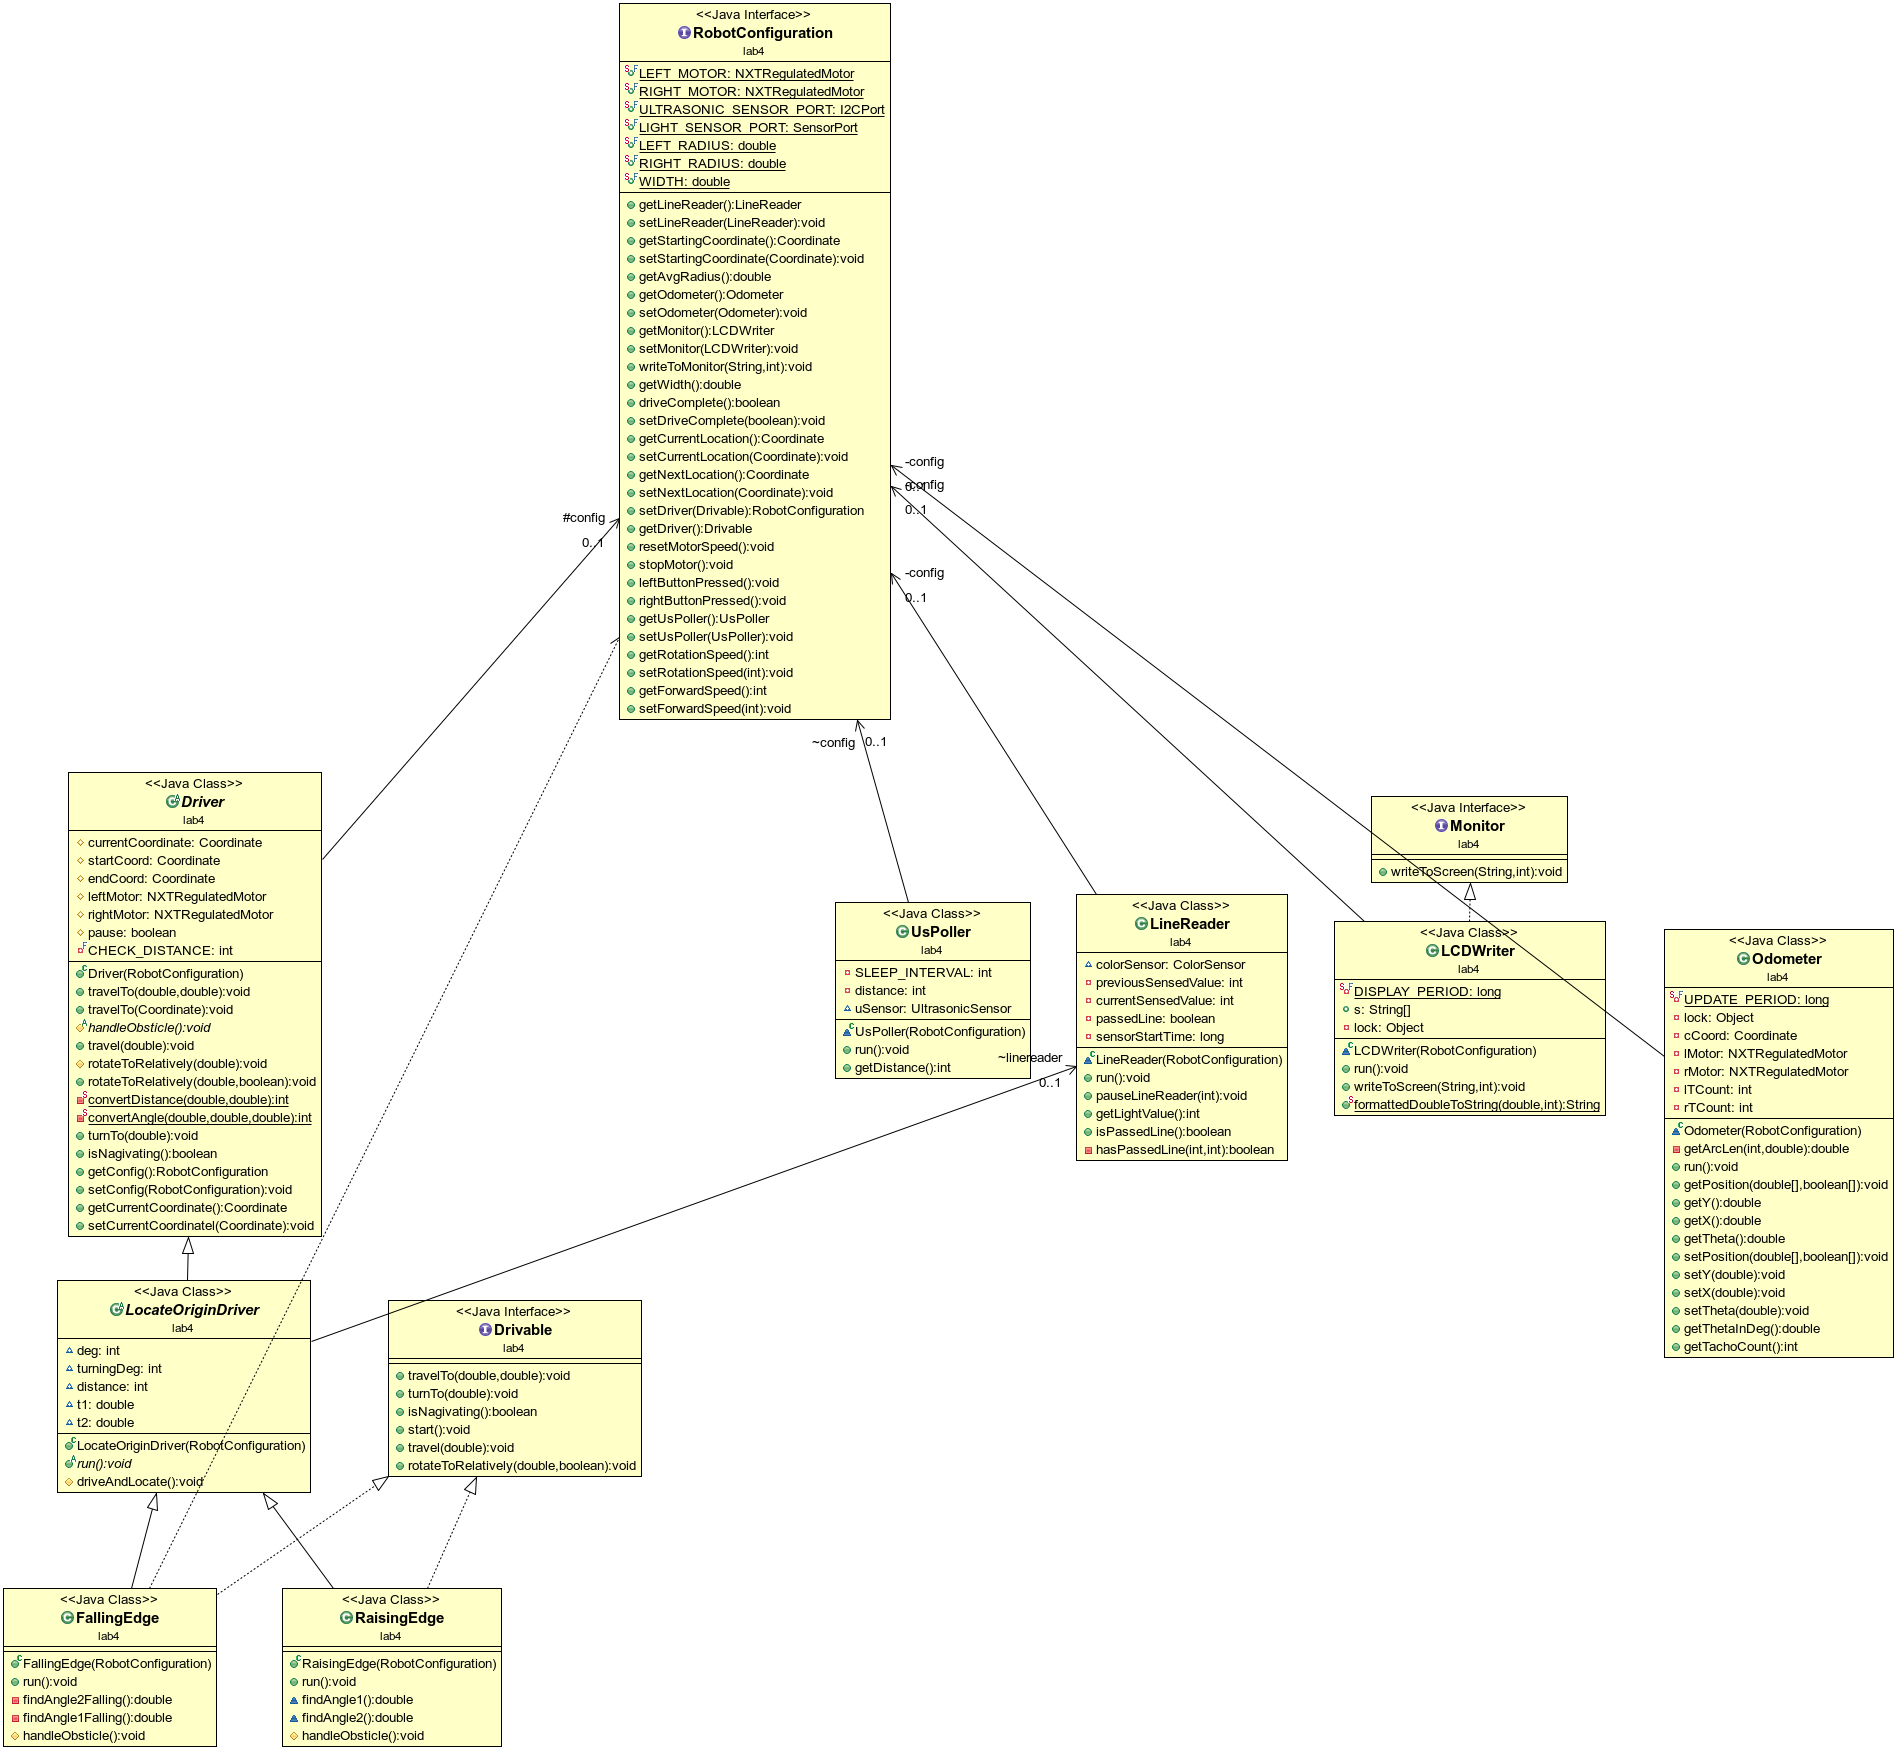 <<Java Interface>>
RobotConfiguration
lab4
LEFT_MOTOR: NXTRegulatedMotor
RIGHT_MOTOR: NXTRegulatedMotor
ULTRASONIC_SENSOR_PORT: I2CPort
LIGHT_SENSOR_PORT: SensorPort
LEFT_RADIUS: double
RIGHT_RADIUS: double
WIDTH: double
getLineReader():LineReader
setLineReader(LineReader):void
getStartingCoordinate():Coordinate
setStartingCoordinate(Coordinate):void
getAvgRadius():double
getOdometer():Odometer
setOdometer(Odometer):void
getMonitor():LCDWriter
setMonitor(LCDWriter):void
writeToMonitor(String,int):void
getWidth():double
driveComplete():boolean
setDriveComplete(boolean):void
getCurrentLocation():Coordinate
setCurrentLocation(Coordinate):void
getNextLocation():Coordinate
setNextLocation(Coordinate):void
setDriver(Drivable):RobotConfiguration
getDriver():Drivable
resetMotorSpeed():void
stopMotor():void
leftButtonPressed():void
rightButtonPressed():void
getUsPoller():UsPoller
setUsPoller(UsPoller):void
getRotationSpeed():int
setRotationSpeed(int):void
getForwardSpeed():int
setForwardSpeed(int):void
-config
0..1
-config
0..1
#config
0..1
-config
0..1
~config
0..1
<<Java Class>>
Driver
lab4
currentCoordinate: Coordinate
startCoord: Coordinate
endCoord: Coordinate
leftMotor: NXTRegulatedMotor
rightMotor: NXTRegulatedMotor
pause: boolean
CHECK_DISTANCE: int
Driver(RobotConfiguration)
travelTo(double,double):void
travelTo(Coordinate):void
handleObsticle():void
travel(double):void
rotateToRelatively(double):void
rotateToRelatively(double,boolean):void
convertDistance(double,double):int
convertAngle(double,double,double):int
turnTo(double):void
isNagivating():boolean
getConfig():RobotConfiguration
setConfig(RobotConfiguration):void
getCurrentCoordinate():Coordinate
setCurrentCoordinatel(Coordinate):void
<<Java Class>>
UsPoller
lab4
SLEEP_INTERVAL: int
distance: int
uSensor: UltrasonicSensor
UsPoller(RobotConfiguration)
run():void
getDistance():int
~linereader
0..1
<<Java Class>>
LineReader
lab4
colorSensor: ColorSensor
previousSensedValue: int
currentSensedValue: int
passedLine: boolean
sensorStartTime: long
LineReader(RobotConfiguration)
run():void
pauseLineReader(int):void
getLightValue():int
isPassedLine():boolean
hasPassedLine(int,int):boolean
<<Java Interface>>
Monitor
lab4
writeToScreen(String,int):void
<<Java Class>>
LCDWriter
lab4
DISPLAY_PERIOD: long
s: String[]
lock: Object
LCDWriter(RobotConfiguration)
run():void
writeToScreen(String,int):void
formattedDoubleToString(double,int):String
<<Java Class>>
Odometer
lab4
UPDATE_PERIOD: long
lock: Object
cCoord: Coordinate
lMotor: NXTRegulatedMotor
rMotor: NXTRegulatedMotor
lTCount: int
rTCount: int
Odometer(RobotConfiguration)
getArcLen(int,double):double
run():void
getPosition(double[],boolean[]):void
getY():double
getX():double
getTheta():double
setPosition(double[],boolean[]):void
setY(double):void
setX(double):void
setTheta(double):void
getThetaInDeg():double
getTachoCount():int
<<Java Class>>
LocateOriginDriver
lab4
deg: int
turningDeg: int
distance: int
t1: double
t2: double
LocateOriginDriver(RobotConfiguration)
run():void
driveAndLocate():void
<<Java Interface>>
Drivable
lab4
travelTo(double,double):void
turnTo(double):void
isNagivating():boolean
start():void
travel(double):void
rotateToRelatively(double,boolean):void
<<Java Class>>
FallingEdge
lab4
FallingEdge(RobotConfiguration)
run():void
findAngle2Falling():double
findAngle1Falling():double
handleObsticle():void
<<Java Class>>
RaisingEdge
lab4
RaisingEdge(RobotConfiguration)
run():void
findAngle1():double
findAngle2():double
handleObsticle():void